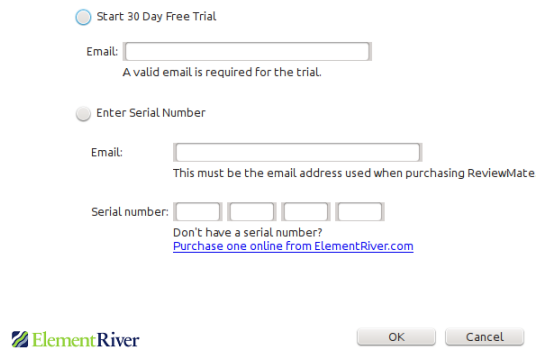 Start 30 Day Free Trial
Email:
A valid email is required for the trial.
Enter Serial Number
Email:
This must be the email address used when purchasing ReviewMate
Serial number:
Don't have a serial number?
Purchase one online from ElementRiver.com
ElementRiver OK Cancel